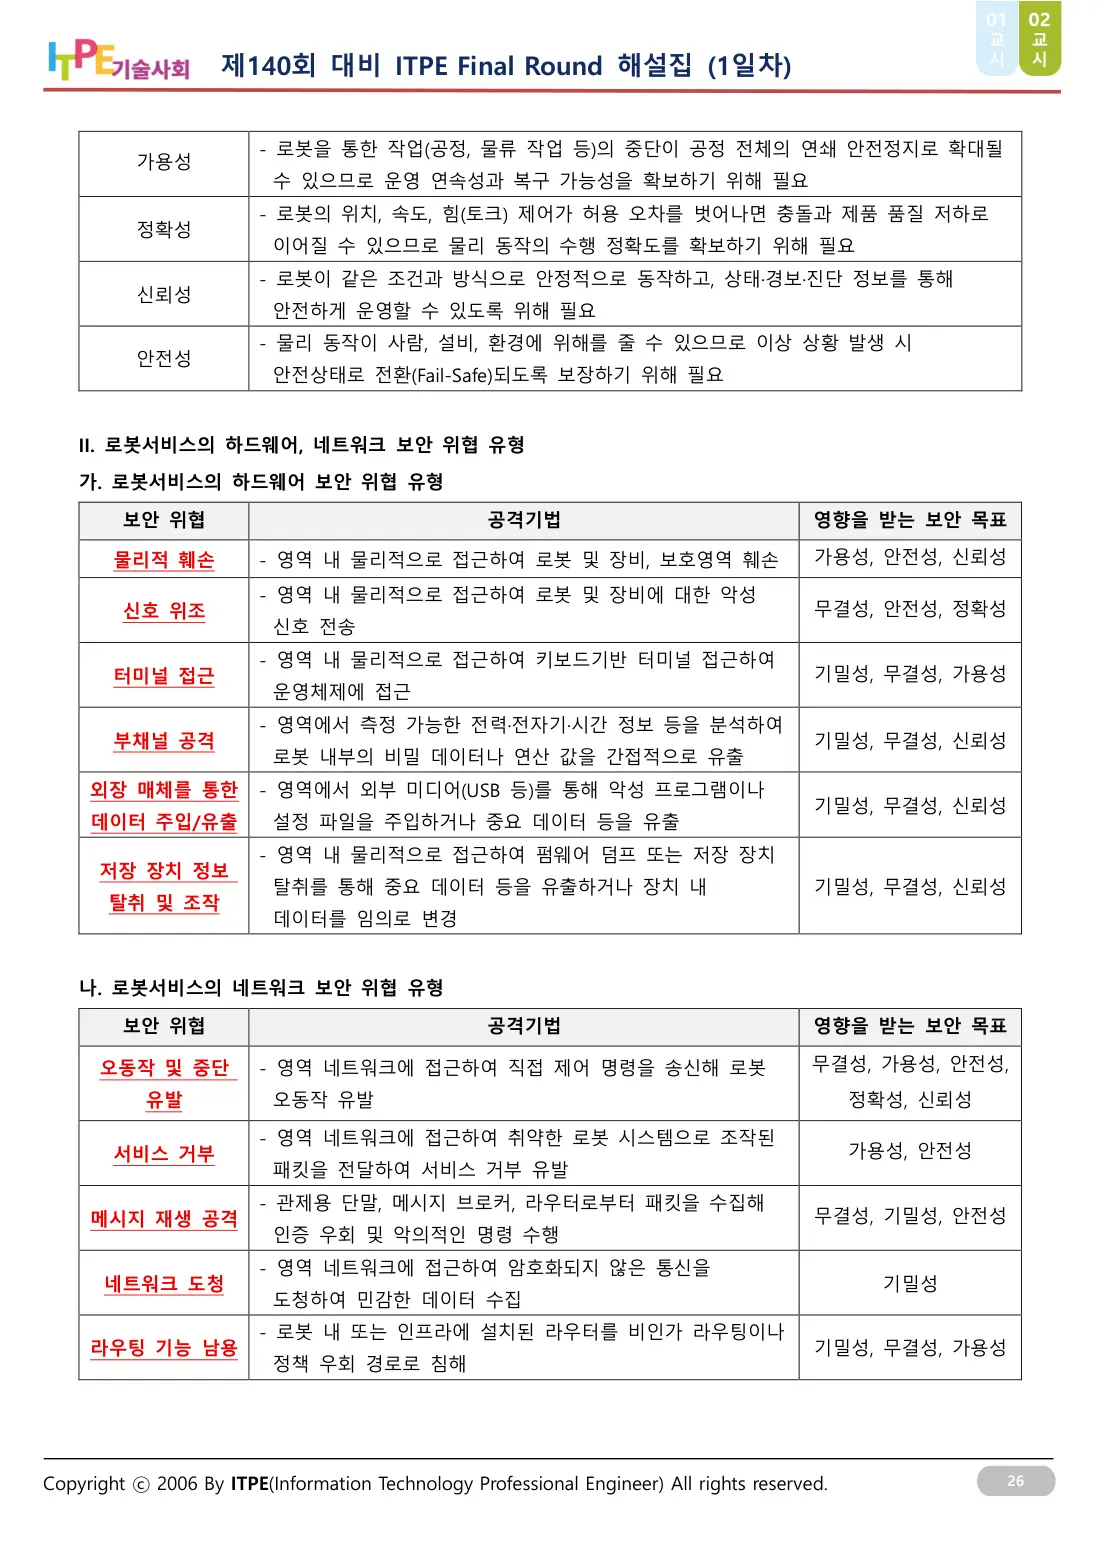 ITPE기술사회 제140회 대비 ITPE Final Round 해설집 (1일차)
01 교시
02 교시
가용성
- 로봇을 통한 작업(공정, 물류 작업 등)의 중단이 공정 전체의 연쇄 안전정지로 확대될
수 있으므로 운영 연속성과 복구 가능성을 확보하기 위해 필요
정확성
- 로봇의 위치, 속도, 힘(토크) 제어가 허용 오차를 벗어나면 충돌과 제품 품질 저하로
이어질 수 있으므로 물리 동작의 수행 정확도를 확보하기 위해 필요
신뢰성
- 로봇이 같은 조건과 방식으로 안정적으로 동작하고, 상태·경보·진단 정보를 통해
안전하게 운영할 수 있도록 위해 필요
안전성
- 물리 동작이 사람, 설비, 환경에 위해를 줄 수 있으므로 이상 상황 발생 시
안전상태로 전환(Fail-Safe)되도록 보장하기 위해 필요
II. 로봇서비스의 하드웨어, 네트워크 보안 위협 유형
가. 로봇서비스의 하드웨어 보안 위협 유형
보안 위협 공격기법 영향을 받는 보안 목표
물리적 훼손 - 영역 내 물리적으로 접근하여 로봇 및 장비, 보호영역 훼손 가용성, 안전성, 신뢰성
신호 위조
- 영역 내 물리적으로 접근하여 로봇 및 장비에 대한 악성
신호 전송
무결성, 안전성, 정확성
터미널 접근
- 영역 내 물리적으로 접근하여 키보드기반 터미널 접근하여
운영체제에 접근
기밀성, 무결성, 가용성
부채널 공격
- 영역에서 측정 가능한 전력·전자기·시간 정보 등을 분석하여
로봇 내부의 비밀 데이터나 연산 값을 간접적으로 유출
기밀성, 무결성, 신뢰성
외장 매체를 통한
데이터 주입/유출
- 영역에서 외부 미디어(USB 등)를 통해 악성 프로그램이나
설정 파일을 주입하거나 중요 데이터 등을 유출
기밀성, 무결성, 신뢰성
저장 장치 정보
탈취 및 조작
- 영역 내 물리적으로 접근하여 펌웨어 덤프 또는 저장 장치
탈취를 통해 중요 데이터 등을 유출하거나 장치 내
데이터를 임의로 변경
기밀성, 무결성, 신뢰성
나. 로봇서비스의 네트워크 보안 위협 유형
보안 위협 공격기법 영향을 받는 보안 목표
오동작 및 중단
유발
- 영역 네트워크에 접근하여 직접 제어 명령을 송신해 로봇
오동작 유발
무결성, 가용성, 안전성,
정확성, 신뢰성
서비스 거부
- 영역 네트워크에 접근하여 취약한 로봇 시스템으로 조작된
패킷을 전달하여 서비스 거부 유발
가용성, 안전성
메시지 재생 공격
- 관제용 단말, 메시지 브로커, 라우터로부터 패킷을 수집해
인증 우회 및 악의적인 명령 수행
무결성, 기밀성, 안전성
네트워크 도청
- 영역 네트워크에 접근하여 암호화되지 않은 통신을
도청하여 민감한 데이터 수집
기밀성
라우팅 기능 남용
- 로봇 내 또는 인프라에 설치된 라우터를 비인가 라우팅이나
정책 우회 경로로 침해
기밀성, 무결성, 가용성
Copyright ⓒ 2006 By ITPE(Information Technology Professional Engineer) All rights reserved.
26